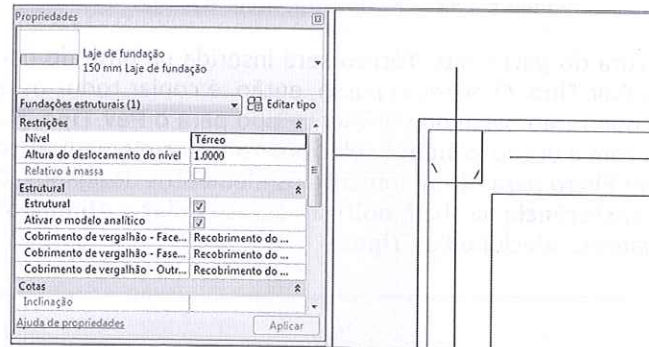 Propriedades
Laje de fundação
150 mm Laje de fundação
Fundações estruturais (1) Editar tipo
Restrições
Nível Térreo
Altura do deslocamento do nível 1.0000
Relativo à massa
Estrutural
Estrutural
Ativar o modelo analítico
Cobrimento de vergalhão - Face... Recobrimento do ...
Cobrimento de vergalhão - Fase... Recobrimento do ...
Cobrimento de vergalhão - Outr... Recobrimento do ...
Cotas
Inclinação
Ajuda de propriedades Aplicar